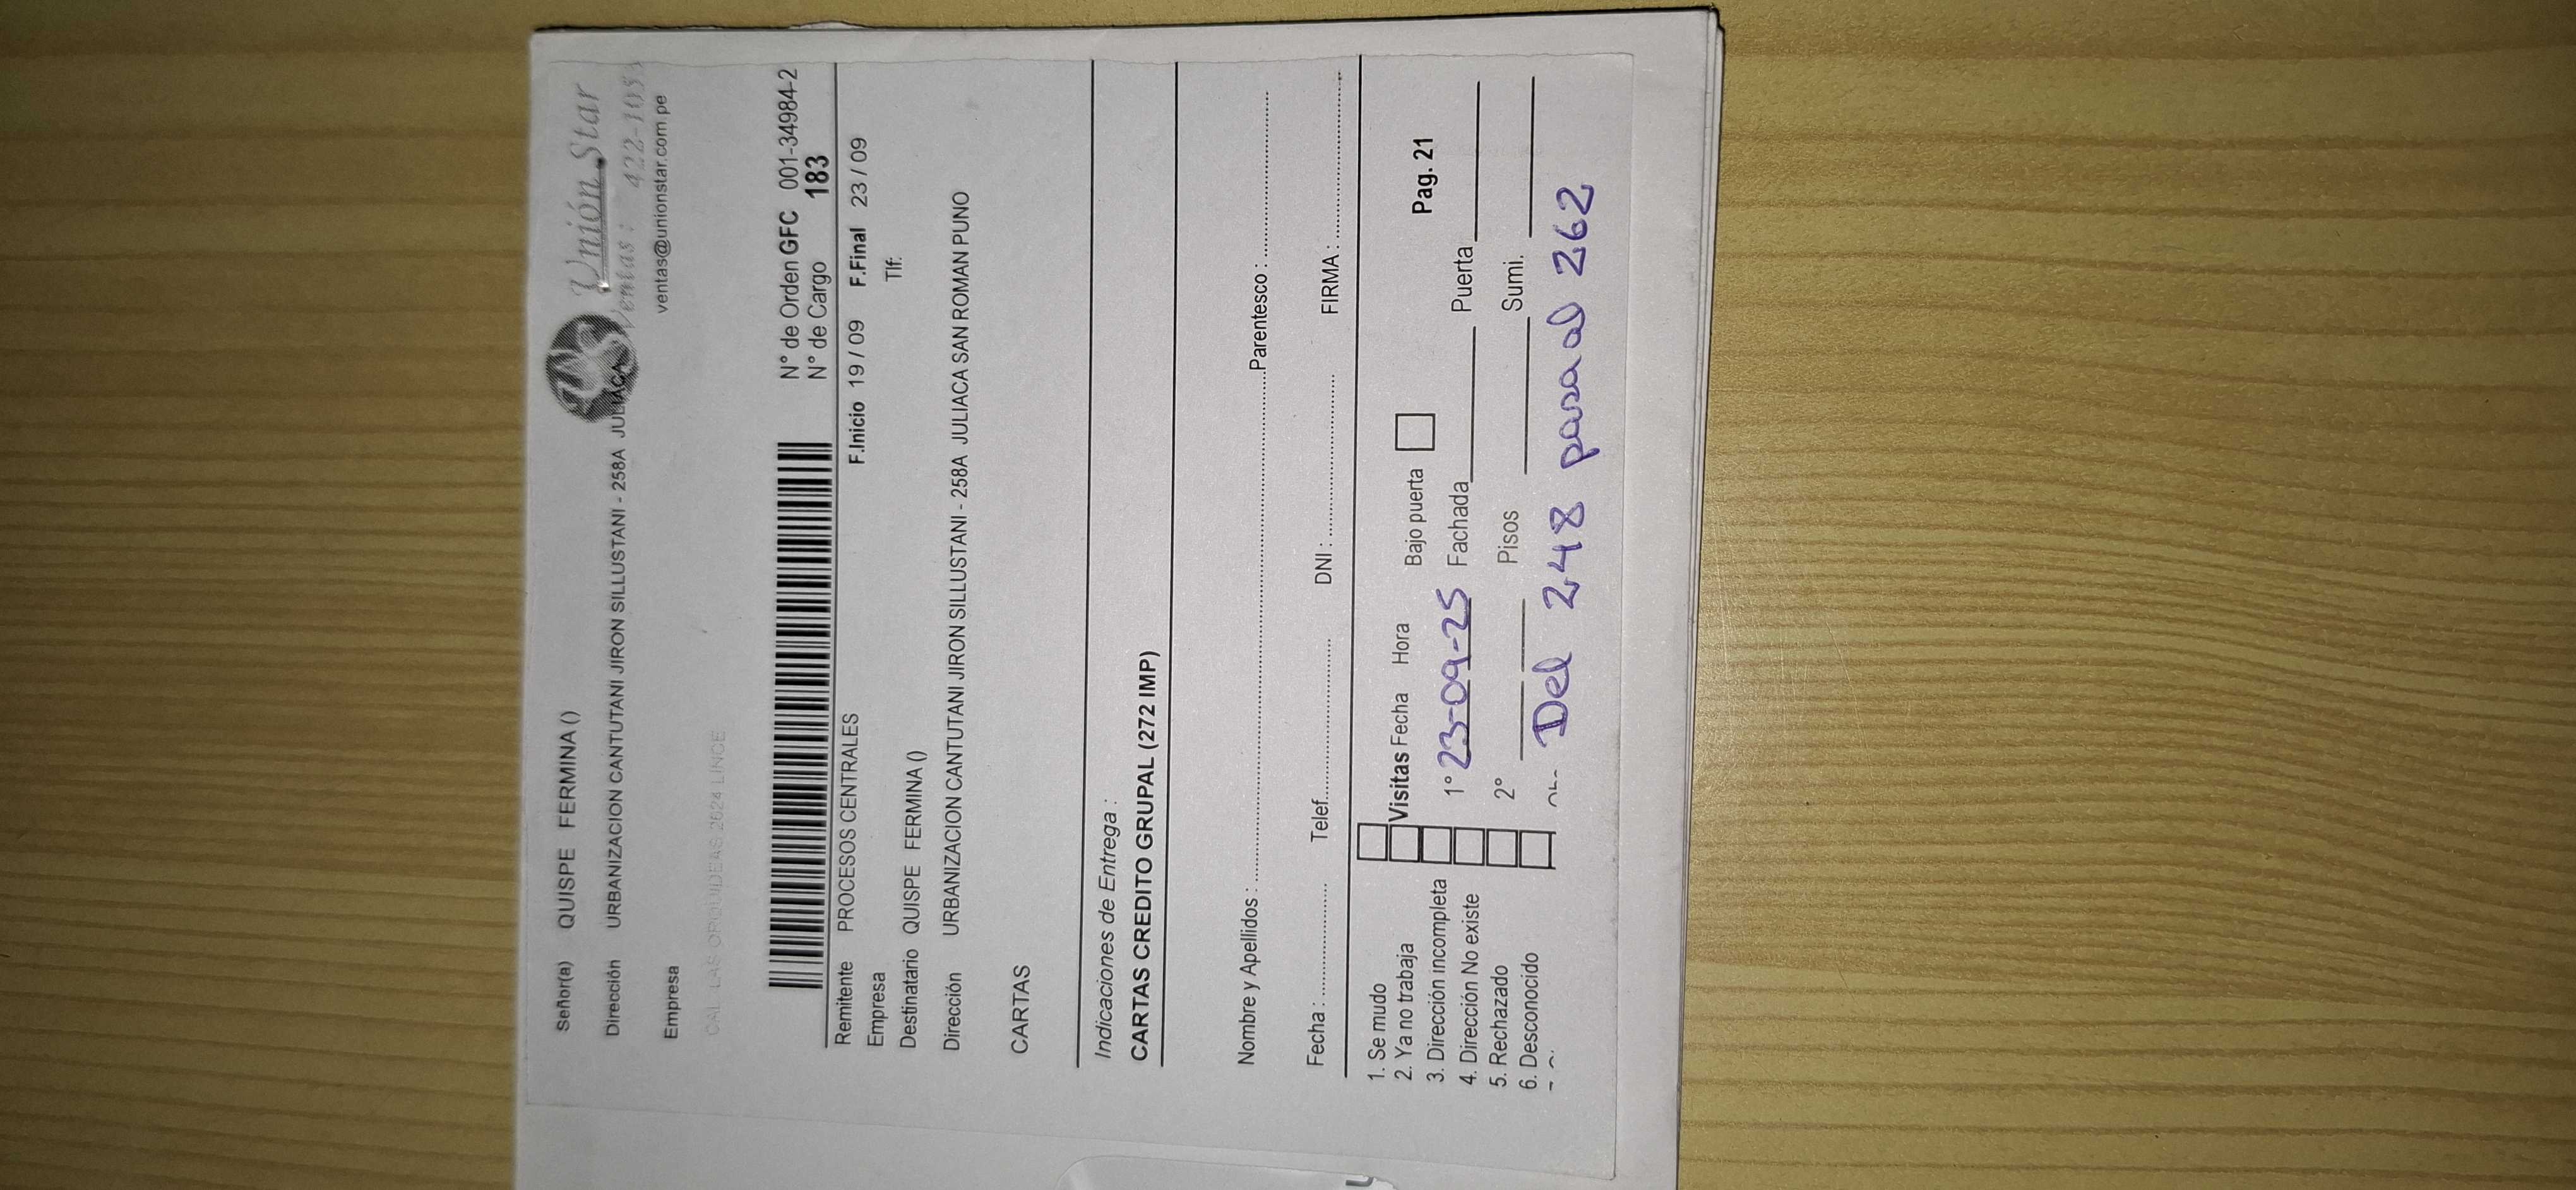 Unión Star
Ventas: 422-105
ventas@unionstar.com.pe
Señor(a) QUISPE FERMINA ()
Dirección URBANIZACION CANTUTANI JIRON SILLUSTANI - 258A JULIACA
Empresa
CAL LAS ORQUIDEAS 2624 LINCE
N° de Orden GFC 001-34984-2
N° de Cargo 183
Remitente PROCESOS CENTRALES F.Inicio 19 / 09 F.Final 23 / 09
Empresa Tlf:
Destinatario QUISPE FERMINA ()
Dirección URBANIZACION CANTUTANI JIRON SILLUSTANI - 258A JULIACA SAN ROMAN PUNO
CARTAS
Indicaciones de Entrega :
CARTAS CREDITO GRUPAL (272 IMP)
Nombre y Apellidos : Parentesco :
Fecha : Telef. DNI : FIRMA :
1. Se mudo
2. Ya no trabaja Visitas Fecha Hora Bajo puerta Pag. 21
3. Dirección incompleta
4. Dirección No existe 1° 23-09-25 Fachada Puerta
5. Rechazado
6. Desconocido 2° Pisos Sumi.
Del 248 pasa al 262